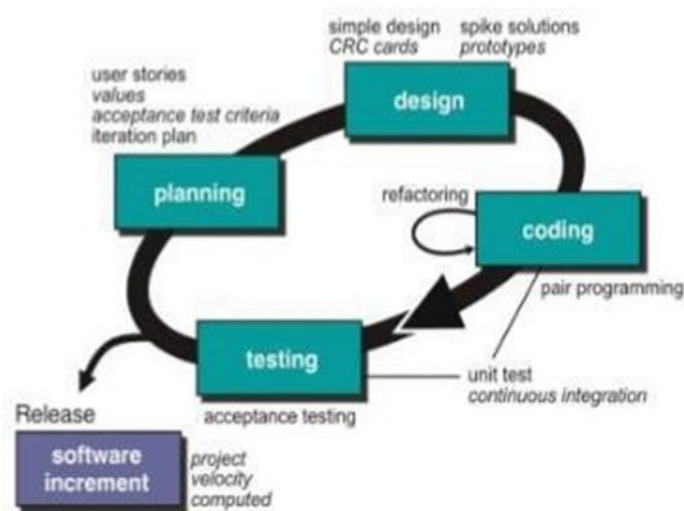 simple design
CRC cards
spike solutions
prototypes
design
user stories
values
acceptance test criteria
iteration plan
planning
refactoring
coding
pair programming
testing
unit test
continuous integration
acceptance testing
Release
software
increment
project
velocity
computed